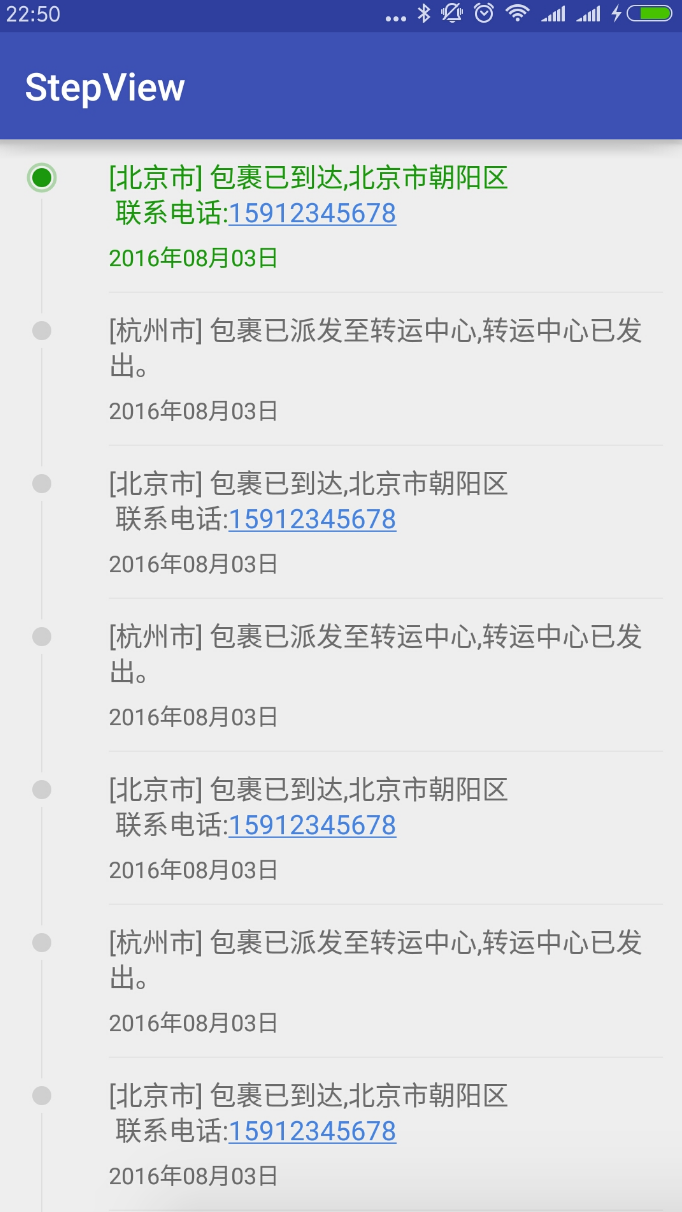 22:50
StepView
[北京市] 包裹已到达,北京市朝阳区
联系电话:15912345678
2016年08月03日
[杭州市] 包裹已派发至转运中心,转运中心已发
出。
2016年08月03日
[北京市] 包裹已到达,北京市朝阳区
联系电话:15912345678
2016年08月03日
[杭州市] 包裹已派发至转运中心,转运中心已发
出。
2016年08月03日
[北京市] 包裹已到达,北京市朝阳区
联系电话:15912345678
2016年08月03日
[杭州市] 包裹已派发至转运中心,转运中心已发
出。
2016年08月03日
[北京市] 包裹已到达,北京市朝阳区
联系电话:15912345678
2016年08月03日